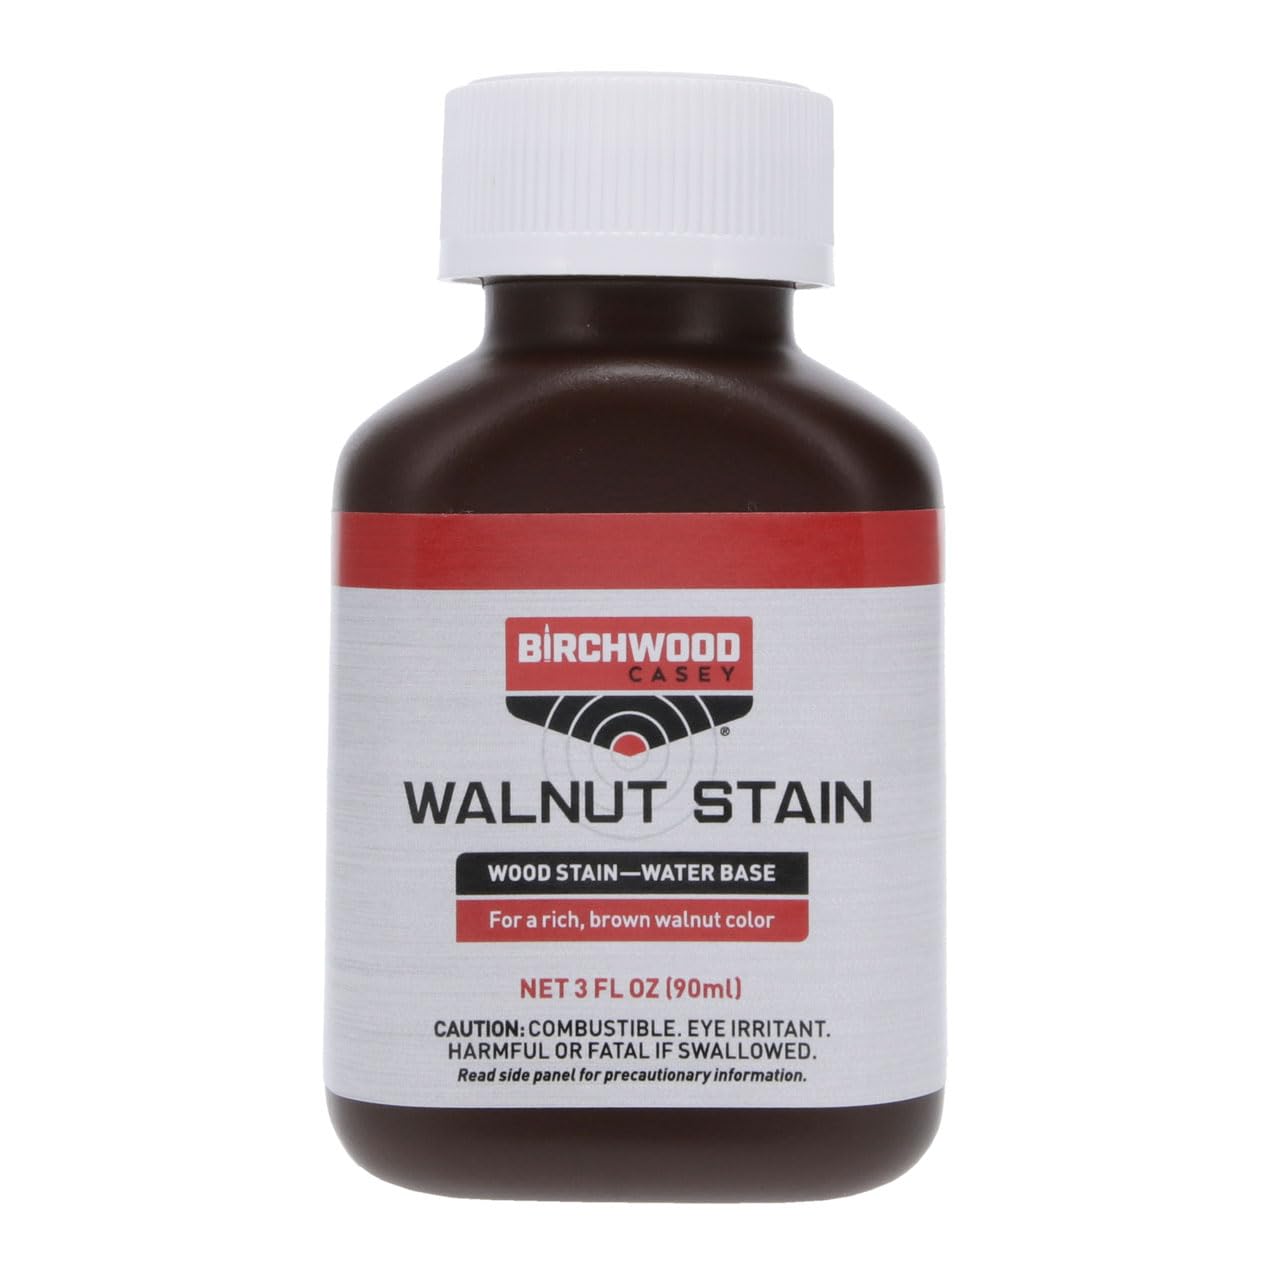 BIRCHWOOD
CASEY
®
WALNUT STAIN
WOOD STAIN—WATER BASE
For a rich, brown walnut color
NET 3 FL OZ (90ml)
CAUTION: COMBUSTIBLE. EYE IRRITANT.
HARMFUL OR FATAL IF SWALLOWED.
Read side panel for precautionary information.